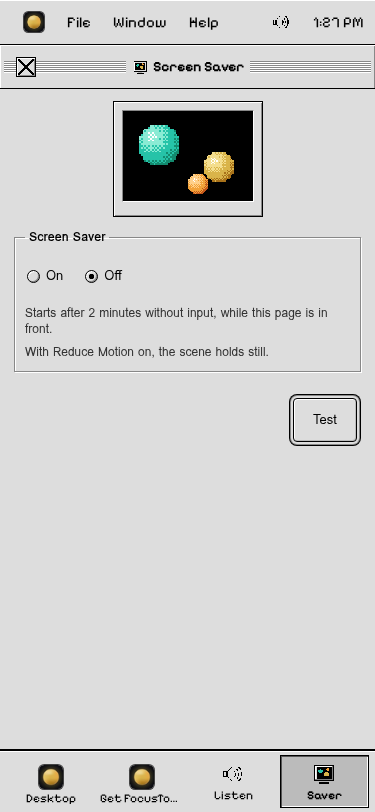 File Window Help 1:27 PM
Screen Saver
Screen Saver
On Off
Starts after 2 minutes without input, while this page is in
front.
With Reduce Motion on, the scene holds still.
Test
Desktop GetFocusTo... Listen Saver